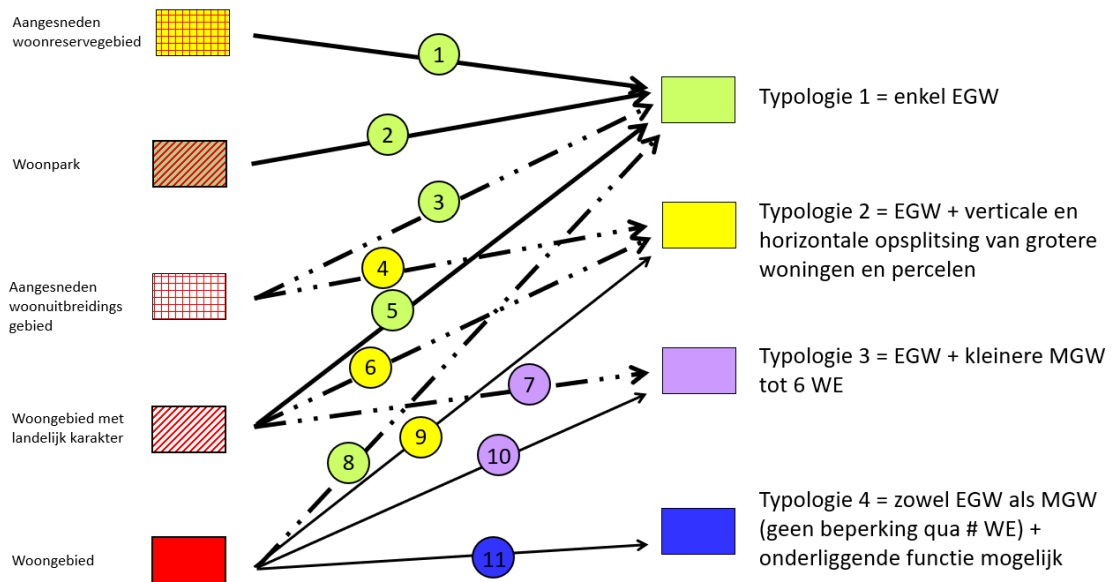 Aangesneden
woonreservegebied
1
Typologie 1 = enkel EGW
2
Woonpark
3
Typologie 2 = EGW + verticale en
horizontale opsplitsing van grotere
woningen en percelen
4
Aangesneden
woonuitbreidings
gebied
5
6
Typologie 3 = EGW + kleinere MGW
tot 6 WE
7
Woongebied met
landelijk karakter
9
10
8
Typologie 4 = zowel EGW als MGW
(geen beperking qua # WE) +
onderliggende functie mogelijk
11
Woongebied